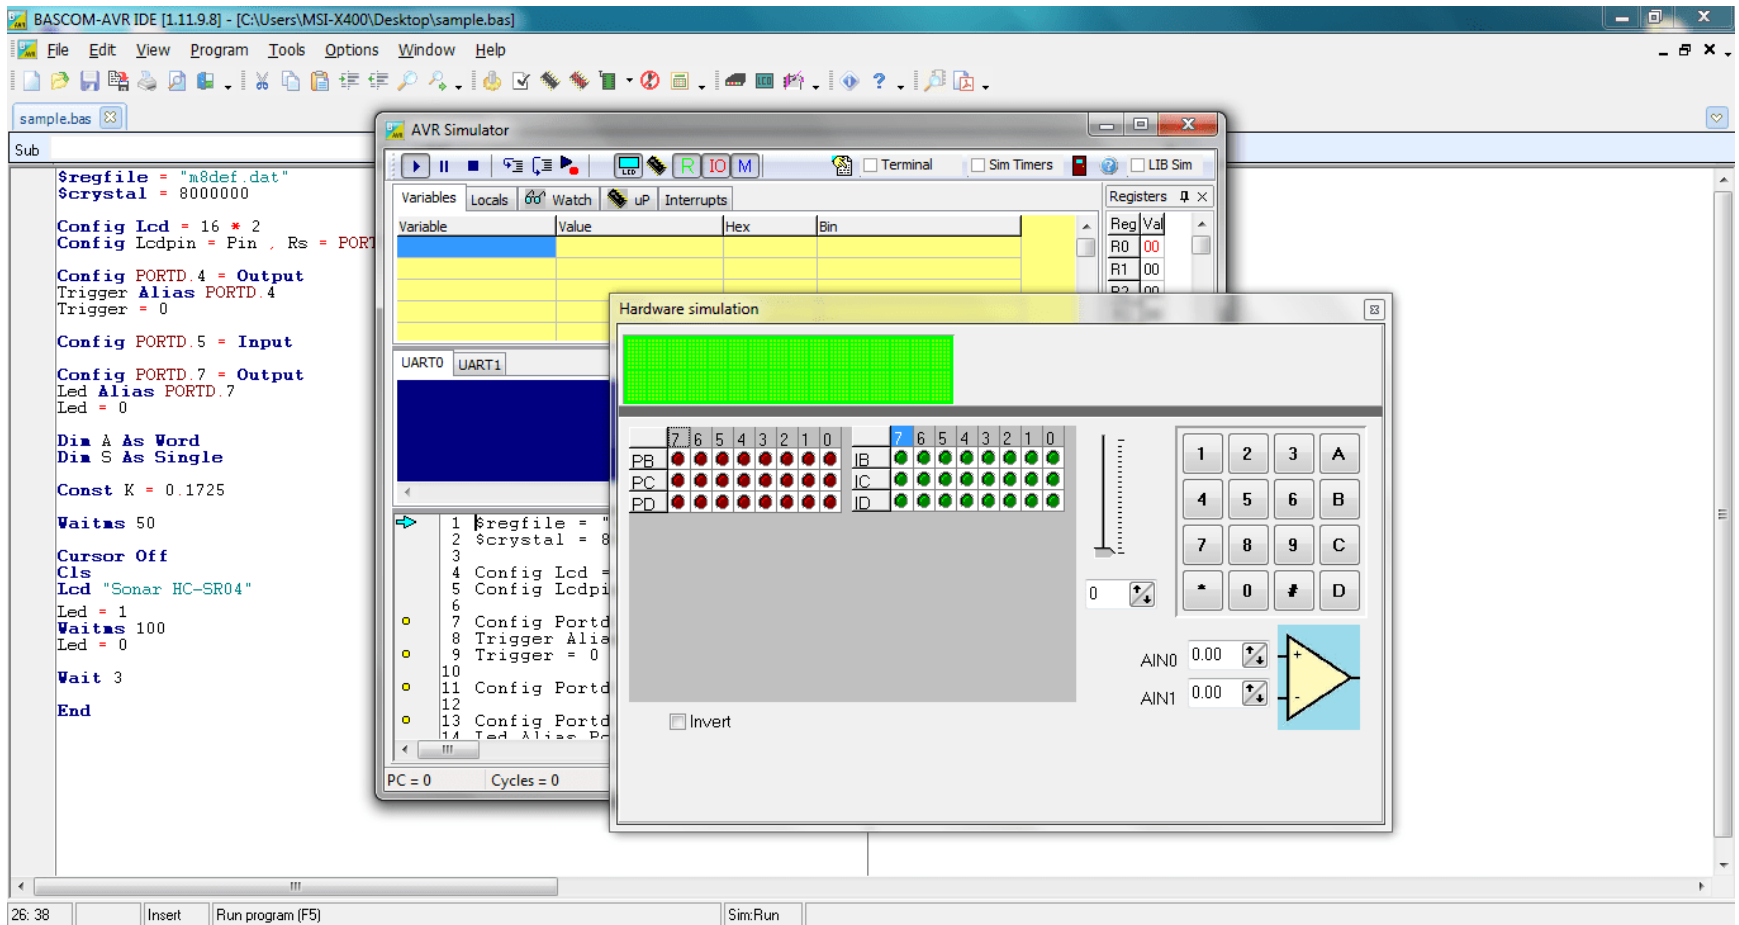 BASCOM-AVR IDE [1.11.9.8] - [C:\Users\MSI-X400\Desktop\sample.bas]
File Edit View Program Tools Options Window Help
sample.bas
Sub
$regfile = "m8def.dat"
$crystal = 8000000
Config Lcd = 16 * 2
Config Lcdpin = Pin , Rs = PORT
Config PORTD.4 = Output
Trigger Alias PORTD.4
Trigger = 0
Config PORTD.5 = Input
Config PORTD.7 = Output
Led Alias PORTD.7
Led = 0
Dim A As Word
Dim S As Single
Const K = 0.1725
Waitms 50
Cursor Off
Cls
Lcd "Sonar HC-SR04"
Led = 1
Waitms 100
Led = 0
Wait 3
End
AVR Simulator
LCD R IO M Terminal Sim Timers LIB Sim
Variables Locals Watch uP Interrupts
Variable Value Hex Bin
Registers
Reg Val
R0 00
R1 00
R2 00
UART0 UART1
1 $regfile = "
2 $crystal = 8
3
4 Config Lcd =
5 Config Lcdpi
6
7 Config Portd
8 Trigger Alia
9 Trigger = 0
10
11 Config Portd
12
13 Config Portd
14 Led Alias Po
PC = 0 Cycles = 0
Hardware simulation
7 6 5 4 3 2 1 0 7 6 5 4 3 2 1 0
PB IB
PC IC
PD ID
Invert
0
1 2 3 A
4 5 6 B
7 8 9 C
* 0 # D
AIN0 0.00
AIN1 0.00
+
-
26: 38 Insert Run program (F5) Sim:Run